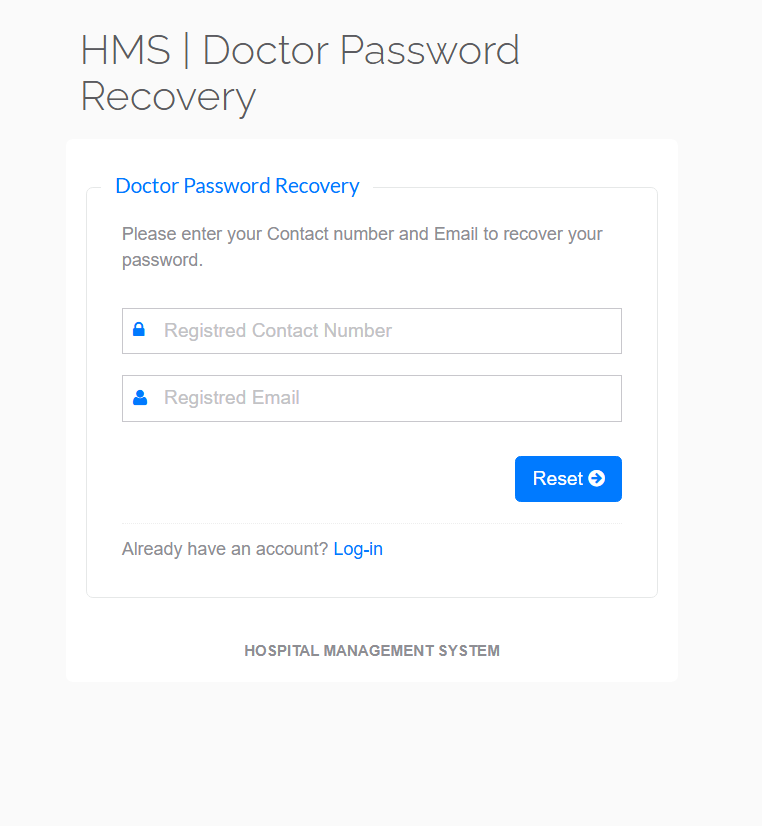 HMS | Doctor Password
Recovery
Doctor Password Recovery
Please enter your Contact number and Email to recover your
password.
Registred Contact Number
Registred Email
Reset
Already have an account? Log-in
HOSPITAL MANAGEMENT SYSTEM